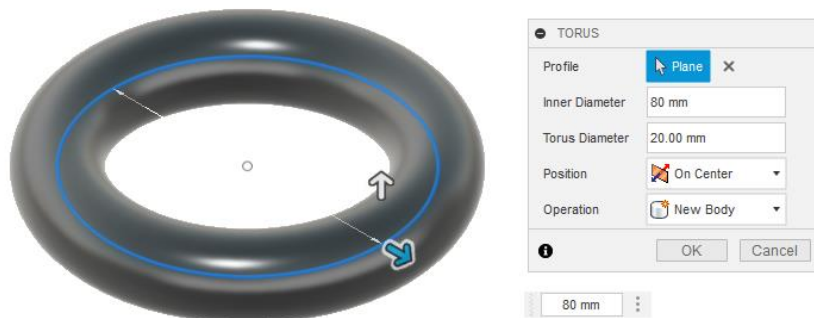 TORUS
Profile Plane
Inner Diameter 80 mm
Torus Diameter 20.00 mm
Position On Center
Operation New Body
OK Cancel
80 mm